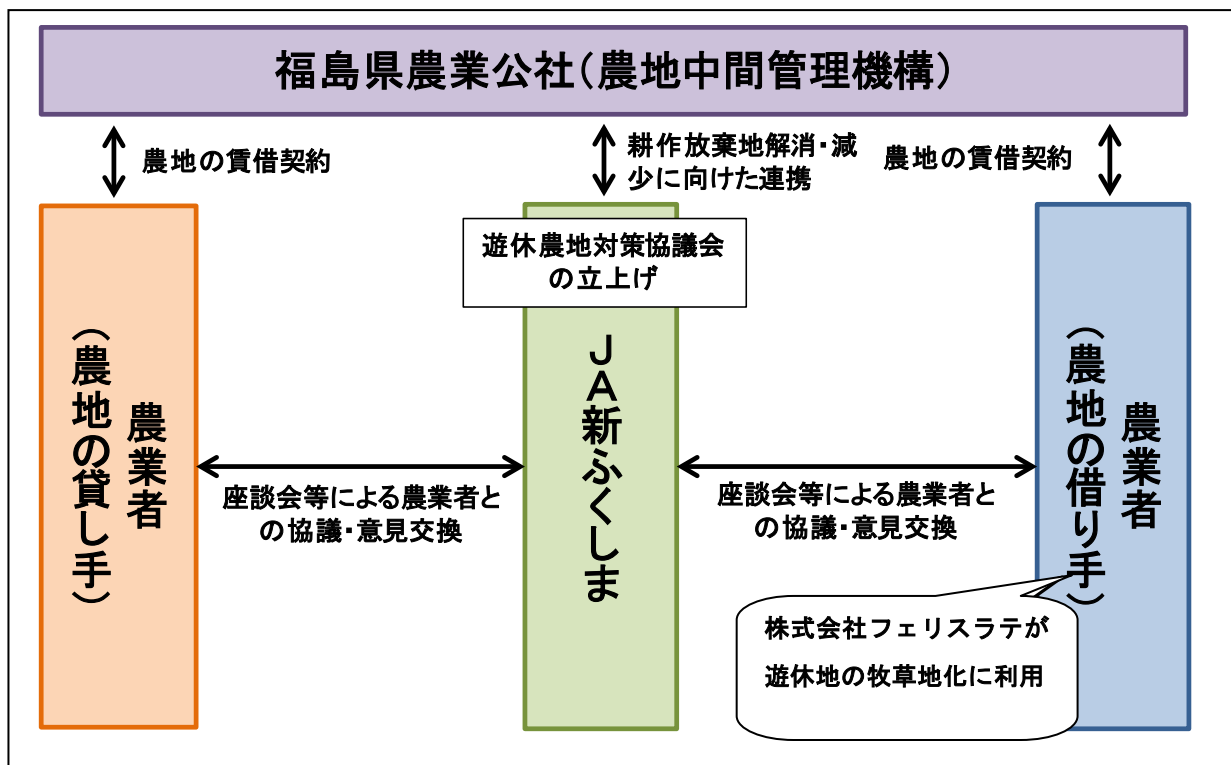 福島県農業公社（農地中間管理機構）
農地の賃借契約
耕作放棄地解消・減
少に向けた連携
農地の賃借契約
遊休農地対策協議会
の立上げ
農業者
（農地の貸し手）
ＪＡ新ふくしま
農業者
（農地の借り手）
座談会等による農業者と
の協議・意見交換
座談会等による農業者と
の協議・意見交換
株式会社フェリスラテが
遊休地の牧草地化に利用